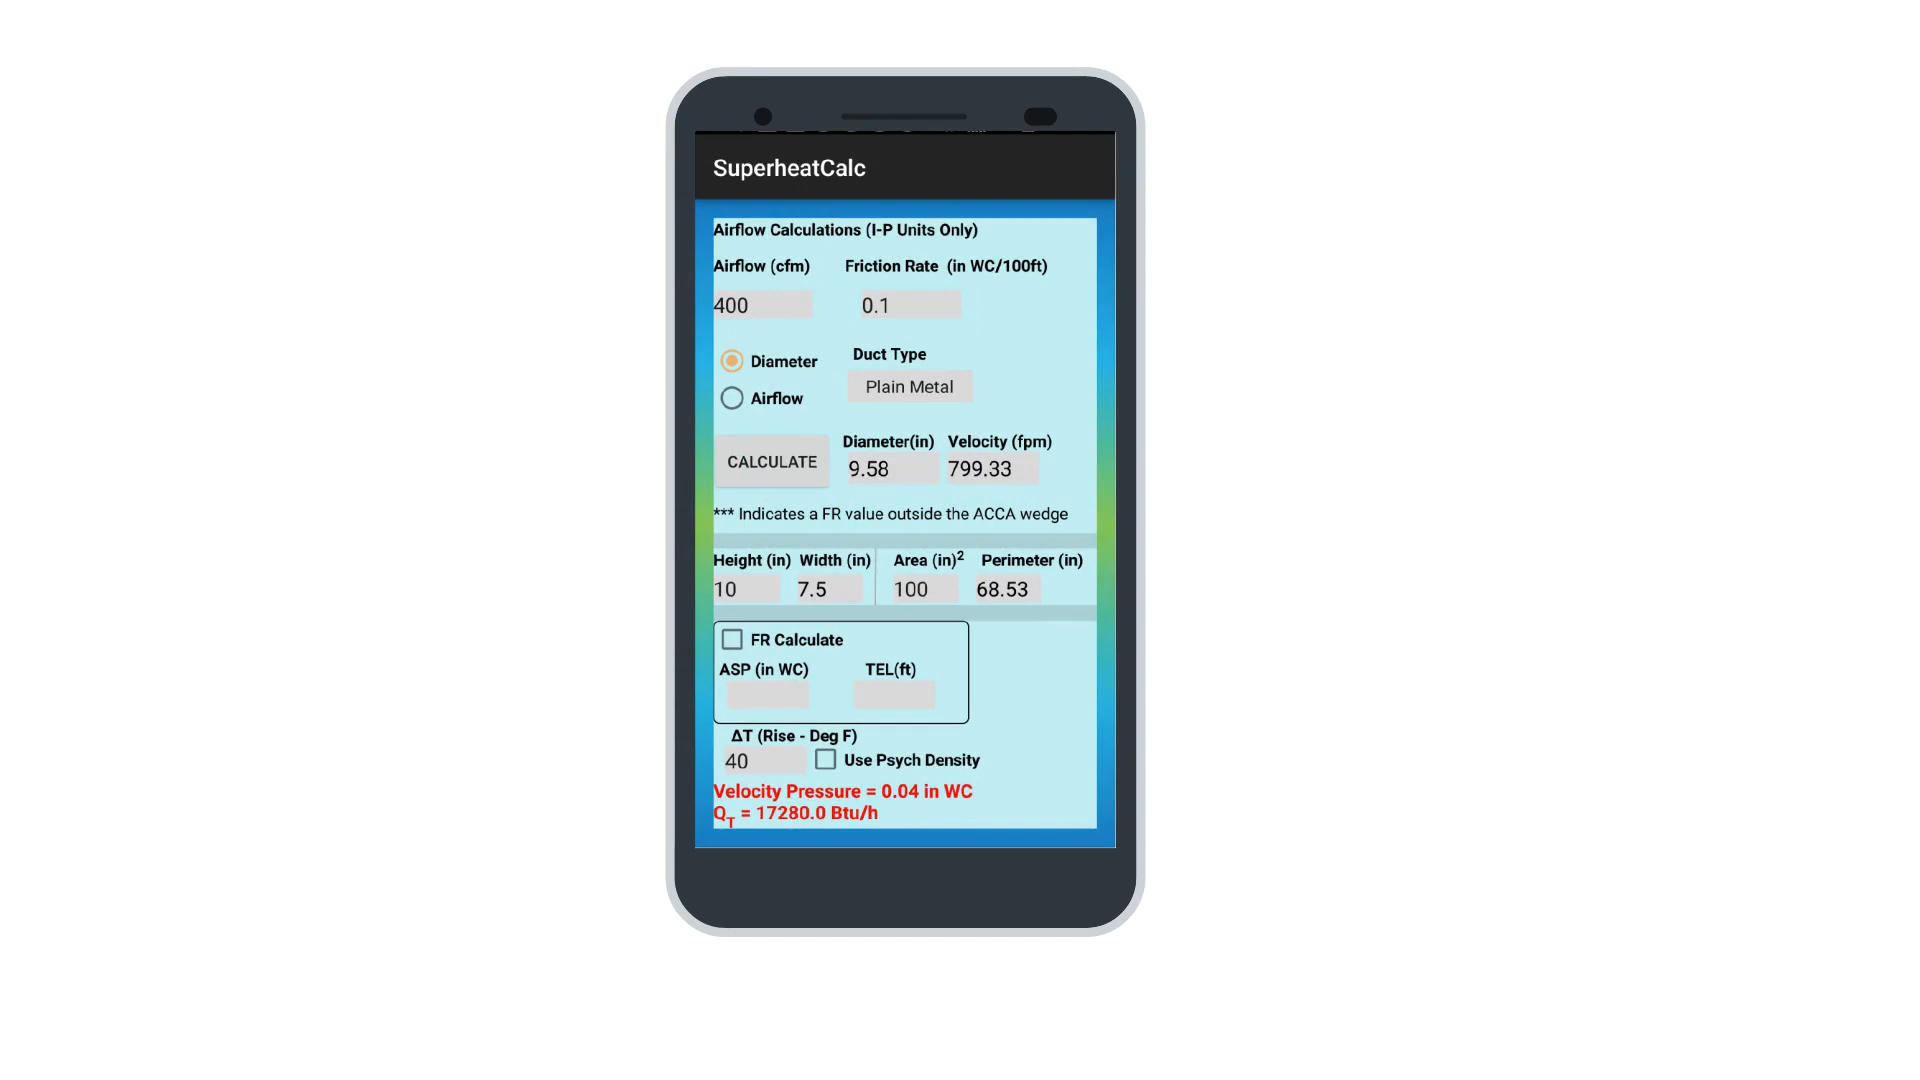 SuperheatCalc
Airflow Calculations (I-P Units Only)
Airflow (cfm) Friction Rate (in WC/100ft)
400 0.1
Diameter Duct Type
Plain Metal
Airflow
Diameter(in) Velocity (fpm)
CALCULATE 9.58 799.33
*** Indicates a FR value outside the ACCA wedge
Height (in) Width (in) Area (in)² Perimeter (in)
10 7.5 100 68.53
FR Calculate
ASP (in WC) TEL(ft)
ΔT (Rise - Deg F)
40 Use Psych Density
Velocity Pressure = 0.04 in WC
QT = 17280.0 Btu/h